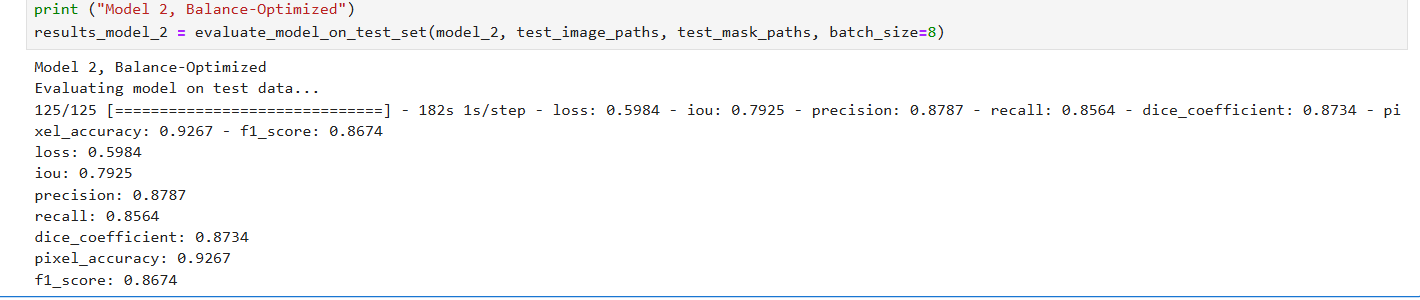 print ("Model 2, Balance-Optimized")
results_model_2 = evaluate_model_on_test_set(model_2, test_image_paths, test_mask_paths, batch_size=8)
Model 2, Balance-Optimized
Evaluating model on test data...
125/125 [==============================] - 182s 1s/step - loss: 0.5984 - iou: 0.7925 - precision: 0.8787 - recall: 0.8564 - dice_coefficient: 0.8734 - pi
xel_accuracy: 0.9267 - f1_score: 0.8674
loss: 0.5984
iou: 0.7925
precision: 0.8787
recall: 0.8564
dice_coefficient: 0.8734
pixel_accuracy: 0.9267
f1_score: 0.8674